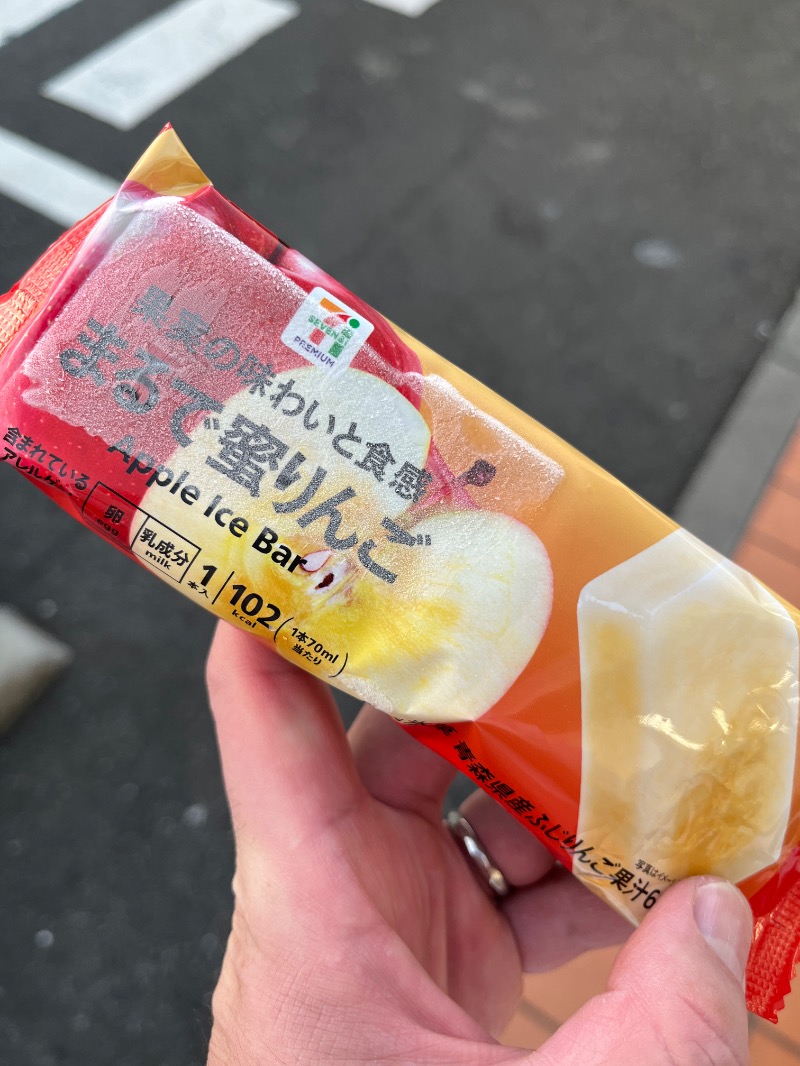 SEVEN&i
PREMIUM
果実の味わいと食感
まるで蜜りんご
Apple Ice Bar
含まれている
アレルゲン
卵
egg
乳成分
milk
1本入
102
kcal
(1本70ml
当たり)
氷菓 青森県産ふじりんご果汁6
写真はイメー